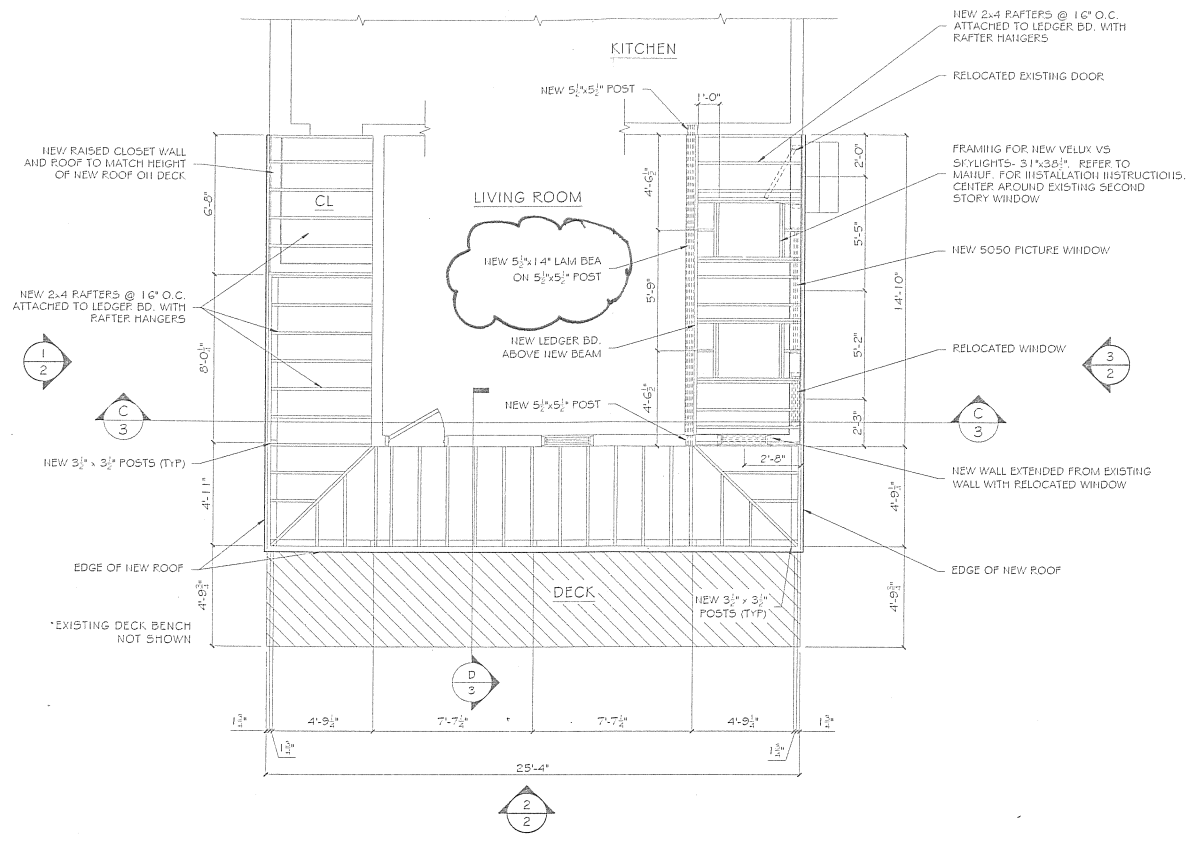 NEW 2x4 RAFTERS @ 16" O.C.
ATTACHED TO LEDGER BD. WITH
RAFTER HANGERS
KITCHEN
RELOCATED EXISTING DOOR
NEW 5½"x5½" POST
1'-0"
NEW RAISED CLOSET WALL
AND ROOF TO MATCH HEIGHT
OF NEW ROOF ON DECK
FRAMING FOR NEW VELUX VS
SKYLIGHTS- 31"x38½". REFER TO
MANUF. FOR INSTALLATION INSTRUCTIONS.
CENTER AROUND EXISTING SECOND
STORY WINDOW
2'-0"
4'-6½"
6'-8"
CL
LIVING ROOM
5'-5"
NEW 5050 PICTURE WINDOW
NEW 5½"x14" LAM BEA
ON 5½"x5½" POST
5'-9"
14'-10"
NEW 2x4 RAFTERS @ 16" O.C.
ATTACHED TO LEDGER BD. WITH
RAFTER HANGERS
NEW LEDGER BD.
ABOVE NEW BEAM
5'-2"
RELOCATED WINDOW
1
2
3
2
8'-0¼"
C
3
NEW 5½"x5½" POST
4'-6½"
2'-3"
C
3
NEW 3½" x 3½" POSTS (TYP)
2'-8"
NEW WALL EXTENDED FROM EXISTING
WALL WITH RELOCATED WINDOW
4'-11"
4'-9¼"
EDGE OF NEW ROOF
EDGE OF NEW ROOF
DECK
4'-9¾"
4'-9¾"
NEW 3½" x 3½"
POSTS (TYP)
*EXISTING DECK BENCH
NOT SHOWN
D
3
1¾"
4'-9½"
7'-7¼"
7'-7¼"
4'-9½"
1¾"
1¾"
1¾"
25'-4"
2
2